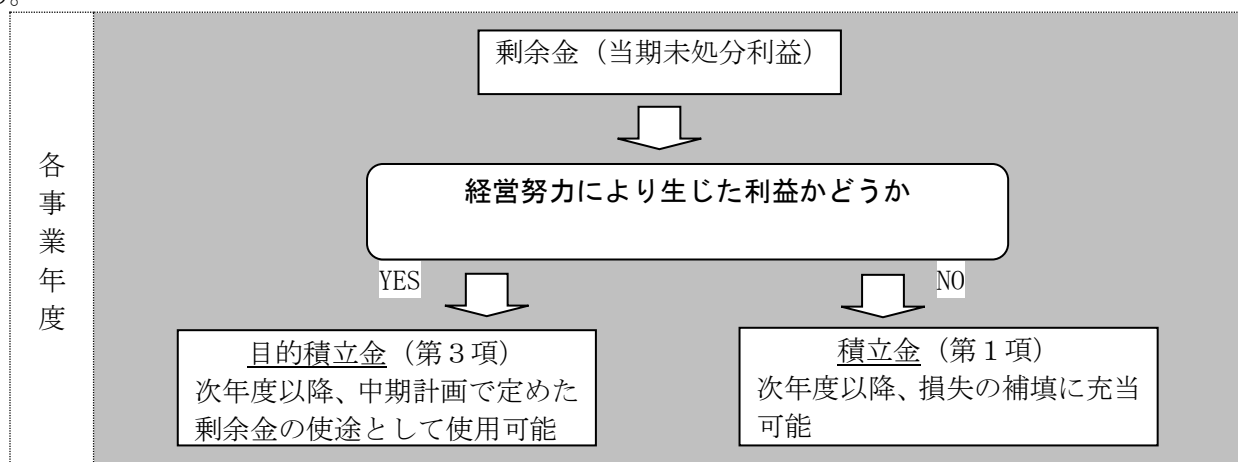 る。
剰余金（当期未処分利益）
各事業年度
経営努力により生じた利益かどうか
YES
NO
目的積立金（第３項）
次年度以降、中期計画で定めた
剰余金の使途として使用可能
積立金（第１項）
次年度以降、損失の補填に充当
可能